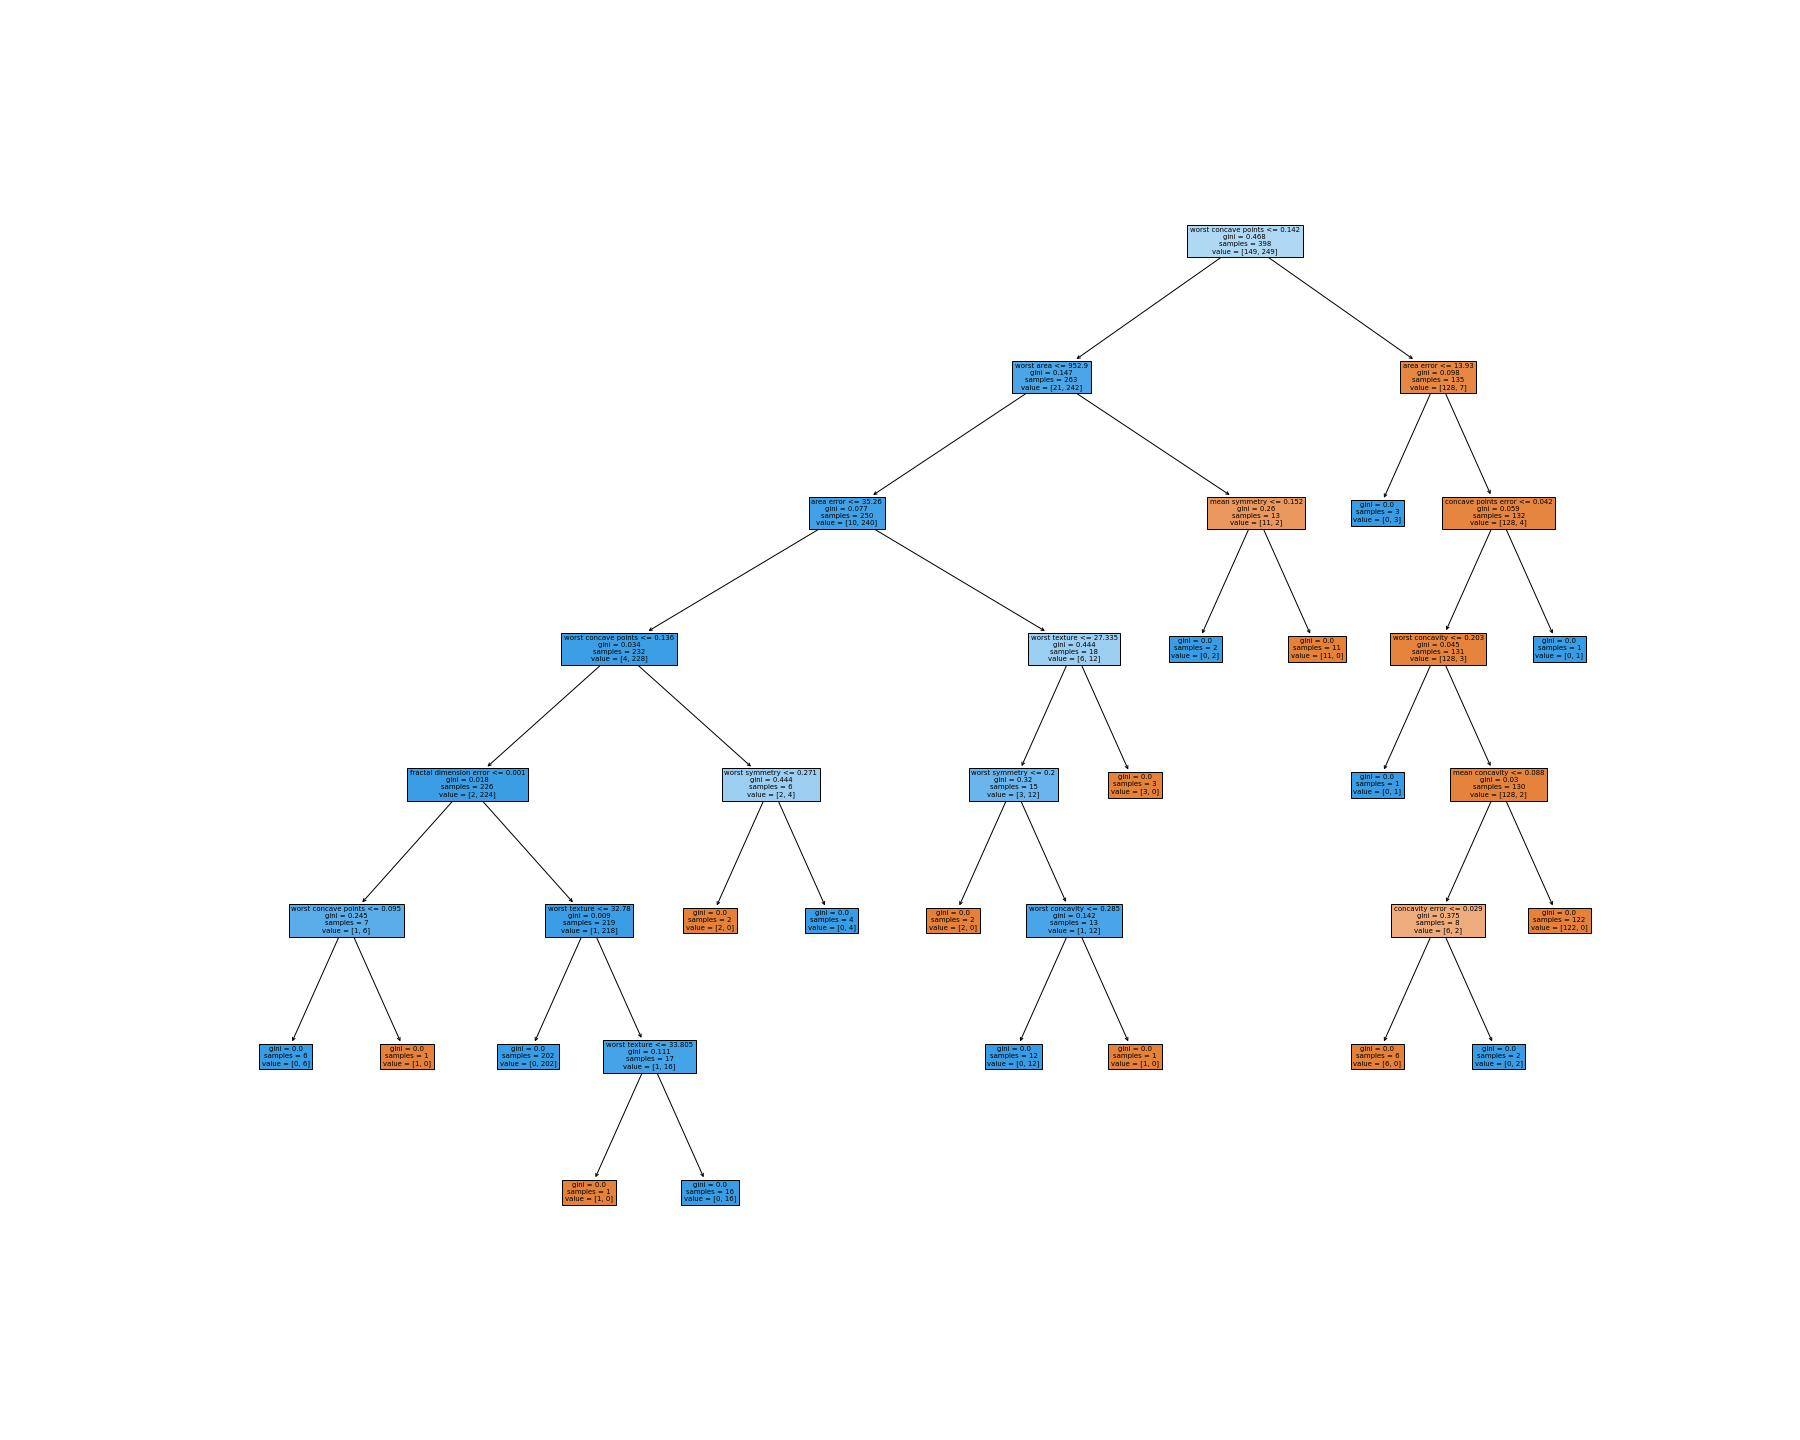 worst concave points <= 0.142
gini = 0.468
samples = 398
value = [149, 249]
worst area <= 952.9
gini = 0.147
samples = 263
value = [21, 242]
area error <= 13.93
gini = 0.098
samples = 135
value = [128, 7]
area error <= 35.26
gini = 0.077
samples = 250
value = [10, 240]
mean symmetry <= 0.152
gini = 0.26
samples = 13
value = [11, 2]
gini = 0.0
samples = 3
value = [0, 3]
concave points error <= 0.042
gini = 0.059
samples = 132
value = [128, 4]
worst concave points <= 0.136
gini = 0.034
samples = 232
value = [4, 228]
worst texture <= 27.335
gini = 0.444
samples = 18
value = [6, 12]
gini = 0.0
samples = 2
value = [0, 2]
gini = 0.0
samples = 11
value = [11, 0]
worst concavity <= 0.203
gini = 0.045
samples = 131
value = [128, 3]
gini = 0.0
samples = 1
value = [0, 1]
fractal dimension error <= 0.001
gini = 0.018
samples = 226
value = [2, 224]
worst symmetry <= 0.271
gini = 0.444
samples = 6
value = [2, 4]
worst symmetry <= 0.2
gini = 0.32
samples = 15
value = [3, 12]
gini = 0.0
samples = 3
value = [3, 0]
gini = 0.0
samples = 1
value = [0, 1]
mean concavity <= 0.088
gini = 0.03
samples = 130
value = [128, 2]
worst concave points <= 0.095
gini = 0.245
samples = 7
value = [1, 6]
worst texture <= 32.78
gini = 0.009
samples = 219
value = [1, 218]
gini = 0.0
samples = 2
value = [2, 0]
gini = 0.0
samples = 4
value = [0, 4]
gini = 0.0
samples = 2
value = [2, 0]
worst concavity <= 0.285
gini = 0.142
samples = 13
value = [1, 12]
concavity error <= 0.029
gini = 0.375
samples = 8
value = [6, 2]
gini = 0.0
samples = 122
value = [122, 0]
gini = 0.0
samples = 6
value = [0, 6]
gini = 0.0
samples = 1
value = [1, 0]
gini = 0.0
samples = 202
value = [0, 202]
worst texture <= 33.805
gini = 0.111
samples = 17
value = [1, 16]
gini = 0.0
samples = 12
value = [0, 12]
gini = 0.0
samples = 1
value = [1, 0]
gini = 0.0
samples = 6
value = [6, 0]
gini = 0.0
samples = 2
value = [0, 2]
gini = 0.0
samples = 1
value = [1, 0]
gini = 0.0
samples = 16
value = [0, 16]